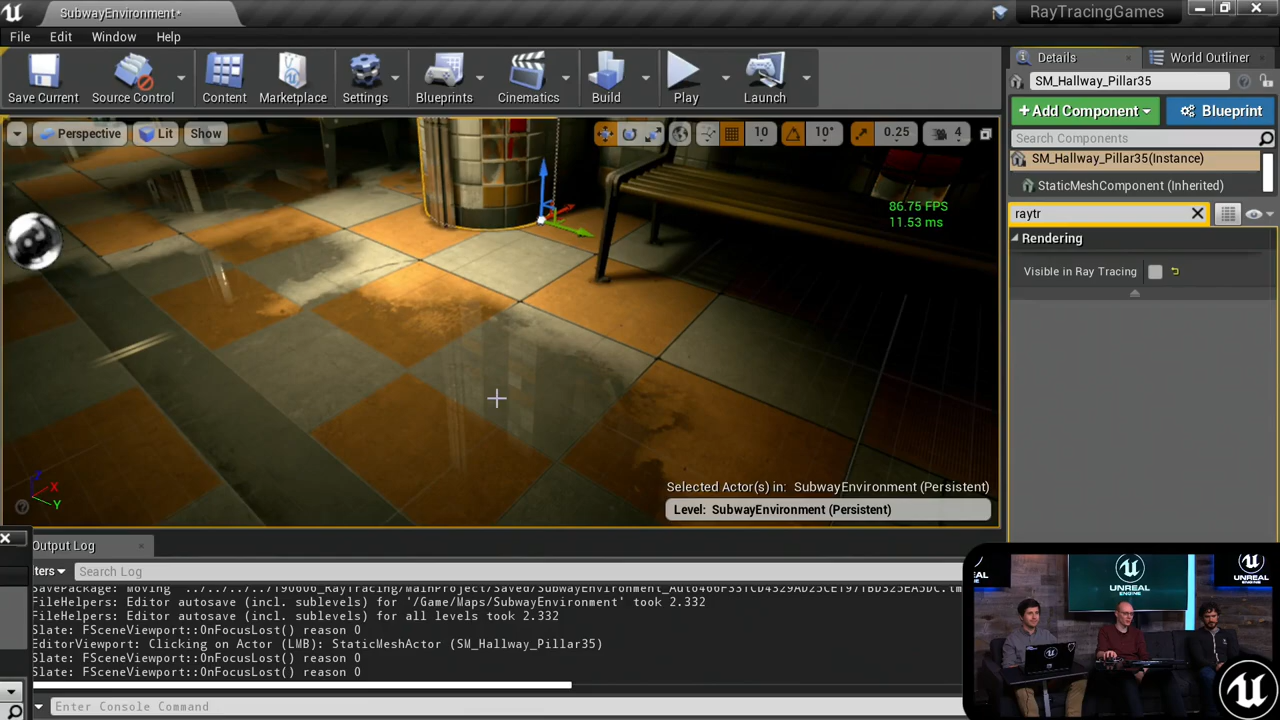 SubwayEnvironment*
RayTracingGames
File Edit Window Help
Save Current Source Control Content Marketplace Settings Blueprints Cinematics Build Play Launch
Details World Outliner
SM_Hallway_Pillar35
+Add Component Blueprint
Search Components
SM_Hallway_Pillar35(Instance)
StaticMeshComponent (Inherited)
raytr
Rendering
Visible in Ray Tracing
Perspective Lit Show 10 10° 0.25 4
86.75 FPS
11.53 ms
X
Y
Selected Actor(s) in: SubwayEnvironment (Persistent)
Level: SubwayEnvironment (Persistent)
Output Log
ters Search Log
FileHelpers: Editor autosave (incl. sublevels) for '/Game/Maps/SubwayEnvironment' took 2.332
FileHelpers: Editor autosave (incl. sublevels) for all levels took 2.332
Slate: FSceneViewport::OnFocusLost() reason 0
EditorViewport: Clicking on Actor (LMB): StaticMeshActor (SM_Hallway_Pillar35)
Slate: FSceneViewport::OnFocusLost() reason 0
Slate: FSceneViewport::OnFocusLost() reason 0
Enter Console Command
UNREAL
ENGINE
UNREAL
ENGINE